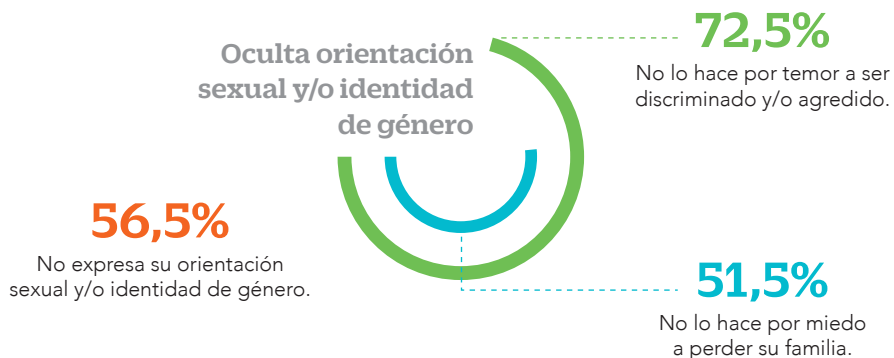 Oculta orientación
sexual y/o identidad
de género
72,5%
No lo hace por temor a ser
discriminado y/o agredido.
56,5%
No expresa su orientación
sexual y/o identidad de género.
51,5%
No lo hace por miedo
a perder su familia.